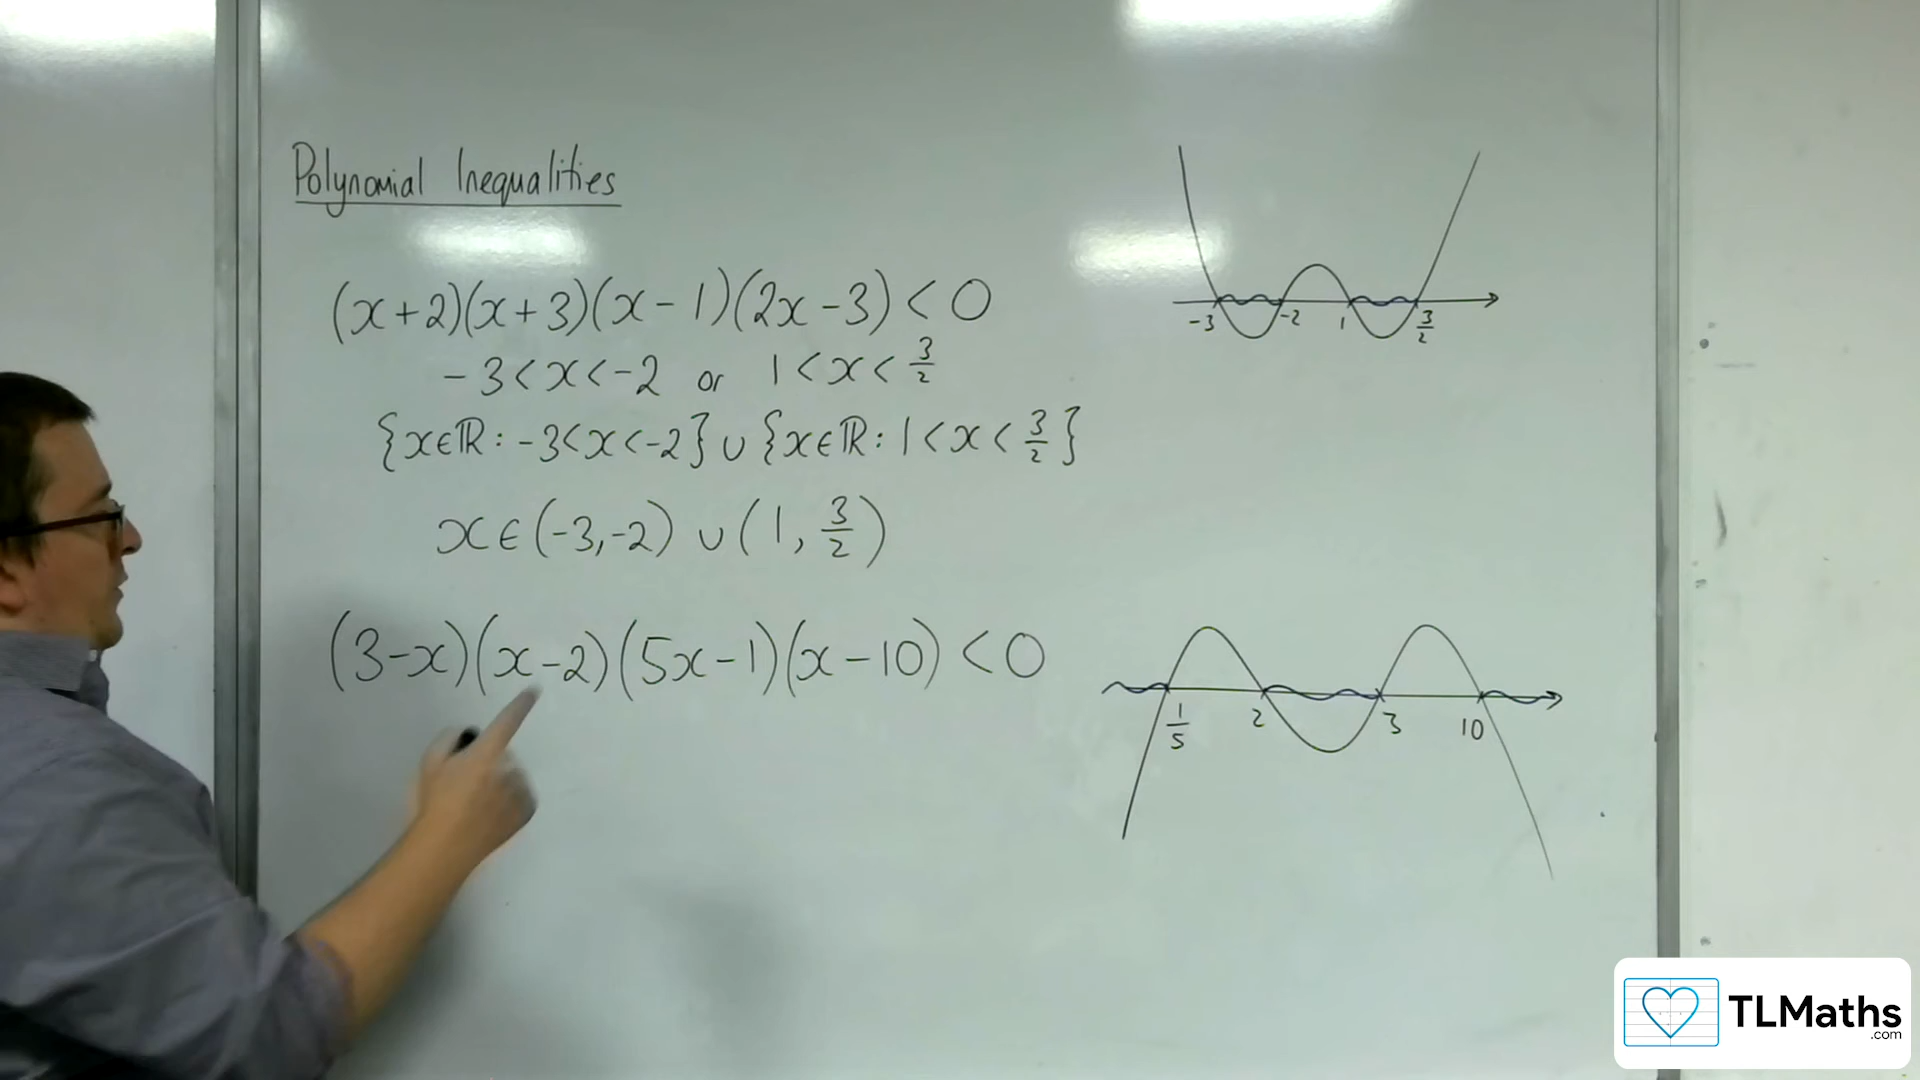 Polynomial Inequalities
(x+2)(x+3)(x-1)(2x-3) < 0
-3 < x < -2 or 1 < x < 3/2
{x∈ℝ : -3<x<-2} ∪ {x∈ℝ : 1<x<3/2}
x∈(-3,-2) ∪ (1, 3/2)
-3 -2 1 3/2
(3-x)(x-2)(5x-1)(x-10) < 0
1/5 2 3 10
TLMaths
.com